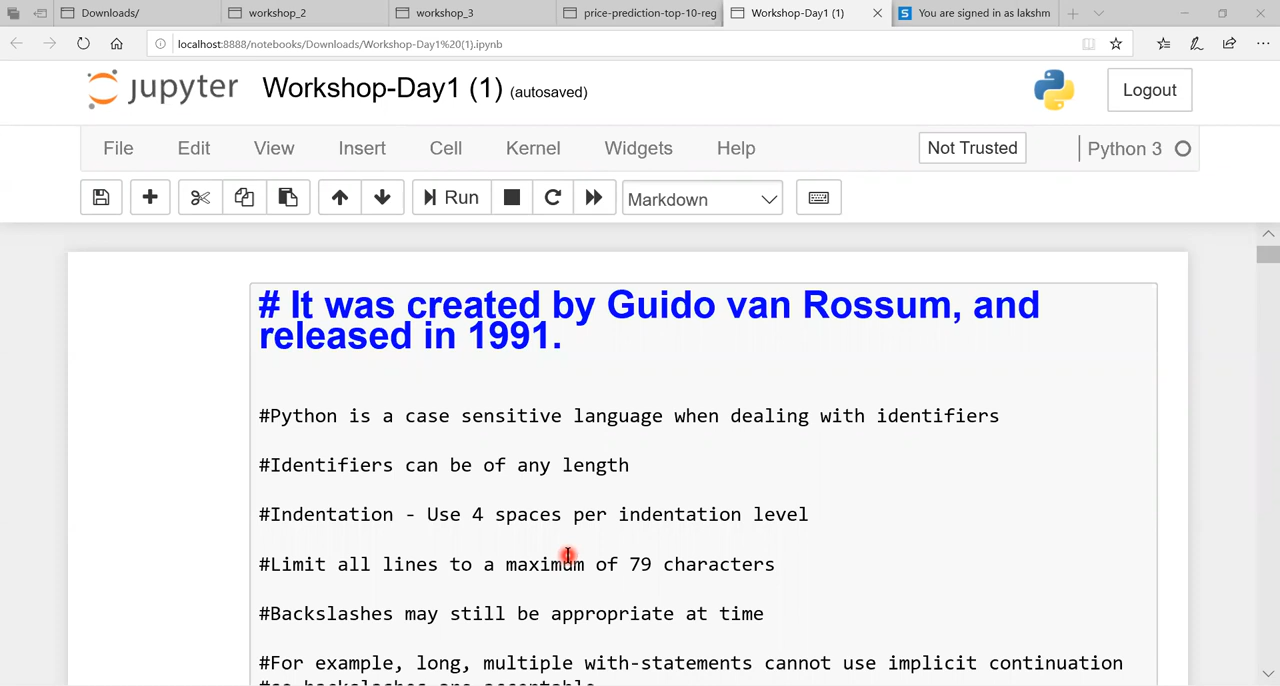 Downloads/ workshop_2 workshop_3 price-prediction-top-10-reg Workshop-Day1 (1) You are signed in as lakshm
localhost:8888/notebooks/Downloads/Workshop-Day1%20(1).ipynb
jupyter Workshop-Day1 (1) (autosaved) Logout
File Edit View Insert Cell Kernel Widgets Help Not Trusted Python 3
Run Markdown
# It was created by Guido van Rossum, and
released in 1991.
#Python is a case sensitive language when dealing with identifiers
#Identifiers can be of any length
#Indentation - Use 4 spaces per indentation level
#Limit all lines to a maximum of 79 characters
#Backslashes may still be appropriate at time
#For example, long, multiple with-statements cannot use implicit continuation
#so backslashes are acceptable